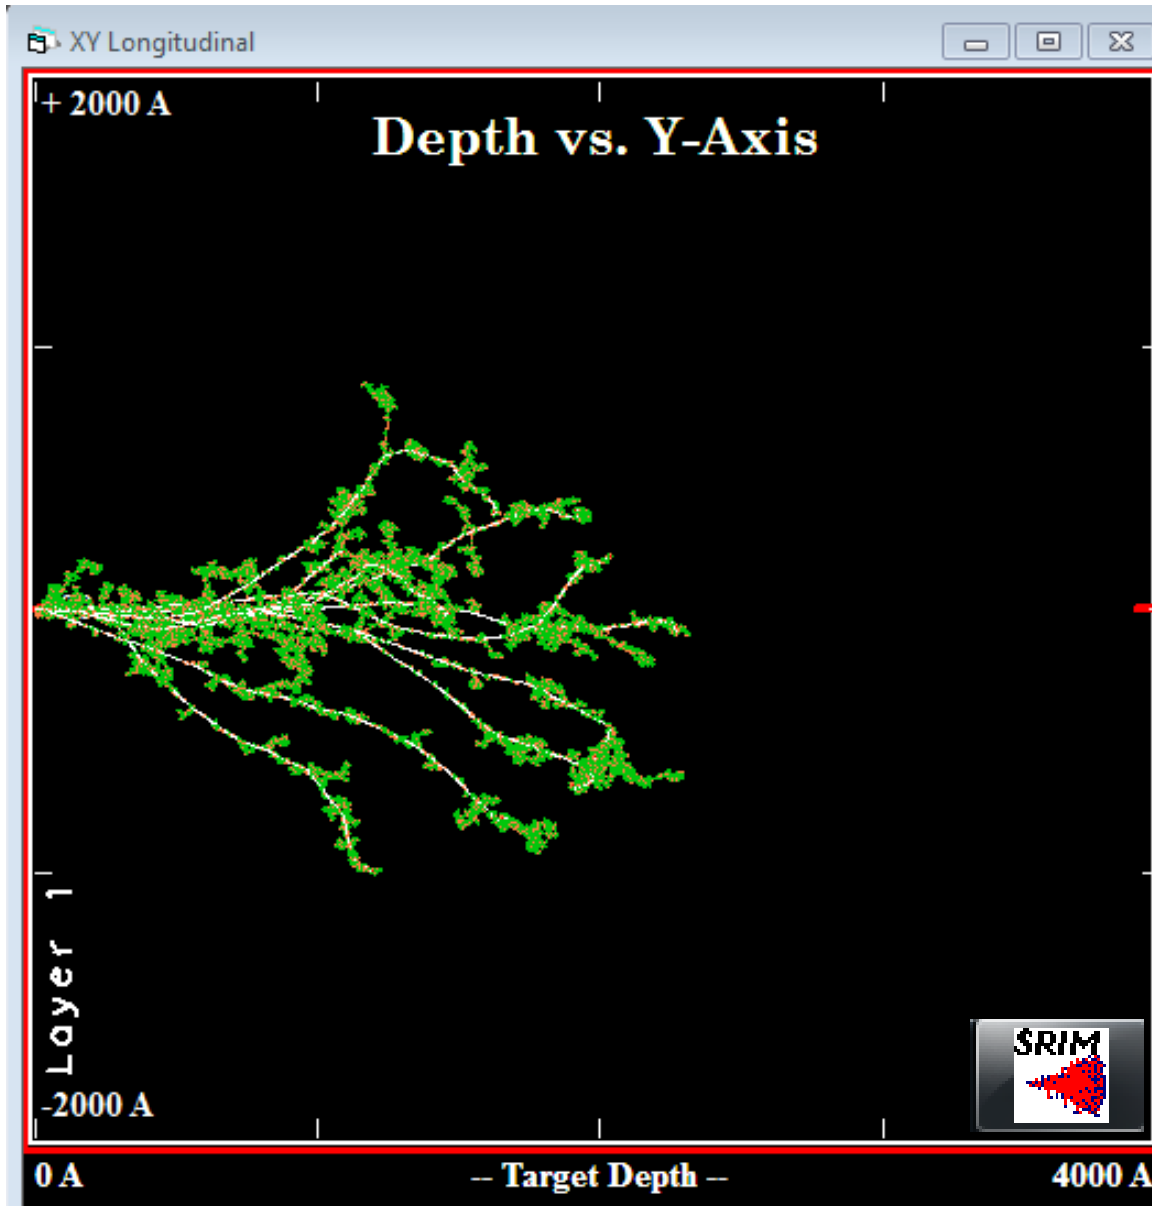 XY Longitudinal
+ 2000 A
Depth vs. Y-Axis
Layer 1
-2000 A
SRIM
0 A
-- Target Depth --
4000 A